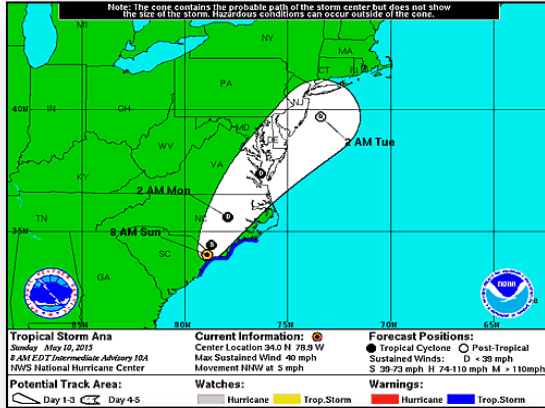 Note: The cone contains the probable path of the storm center but does not show
the size of the storm. Hazardous conditions can occur outside of the cone.
MI
NY
MA
CT RI
PA
NJ
40N
IN
OH
MD
DE
2 AM Tue
WV
VA
D
KY
2 AM Mon
NC
D
TN
8 AM Sun
S
35N
SC
GA
NOAA
80W
75W
70W
65W
Tropical Storm Ana
Sunday May 10, 2015
8 AM EDT Intermediate Advisory 10A
NWS National Hurricane Center
Current Information:
Center Location 34.0 N 78.9 W
Max Sustained Wind 40 mph
Movement NNW at 5 mph
Forecast Positions:
Tropical Cyclone Post-Tropical
Sustained Winds: D < 39 mph
S 39-73 mph H 74-110 mph M > 110mph
Potential Track Area:
Day 1-3 Day 4-5
Watches:
Hurricane Trop.Storm
Warnings:
Hurricane Trop.Storm